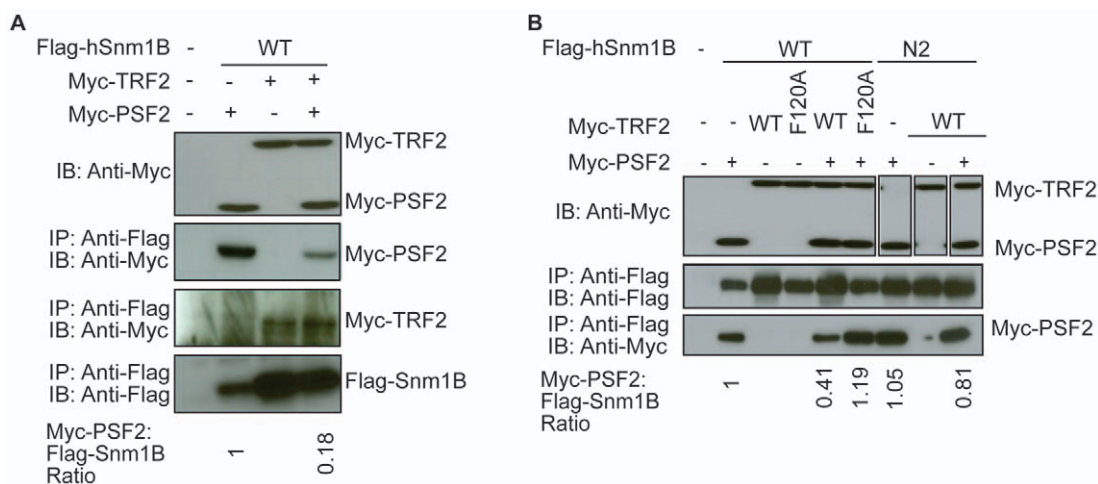 A
Flag-hSnm1B - WT
Myc-TRF2 - - + +
Myc-PSF2 - + - +
IB: Anti-Myc
Myc-TRF2
Myc-PSF2
IP: Anti-Flag
IB: Anti-Myc
Myc-PSF2
IP: Anti-Flag
IB: Anti-Myc
Myc-TRF2
IP: Anti-Flag
IB: Anti-Flag
Flag-Snm1B
Myc-PSF2:
Flag-Snm1B
Ratio
1 0.18
B
Flag-hSnm1B - WT N2
Myc-TRF2 - - WT F120A WT F120A - WT
Myc-PSF2 - + - - + + + - +
IB: Anti-Myc
Myc-TRF2
Myc-PSF2
IP: Anti-Flag
IB: Anti-Flag
IP: Anti-Flag
IB: Anti-Myc
Myc-PSF2
Myc-PSF2:
Flag-Snm1B
Ratio
1 0.41 1.19 1.05 0.81